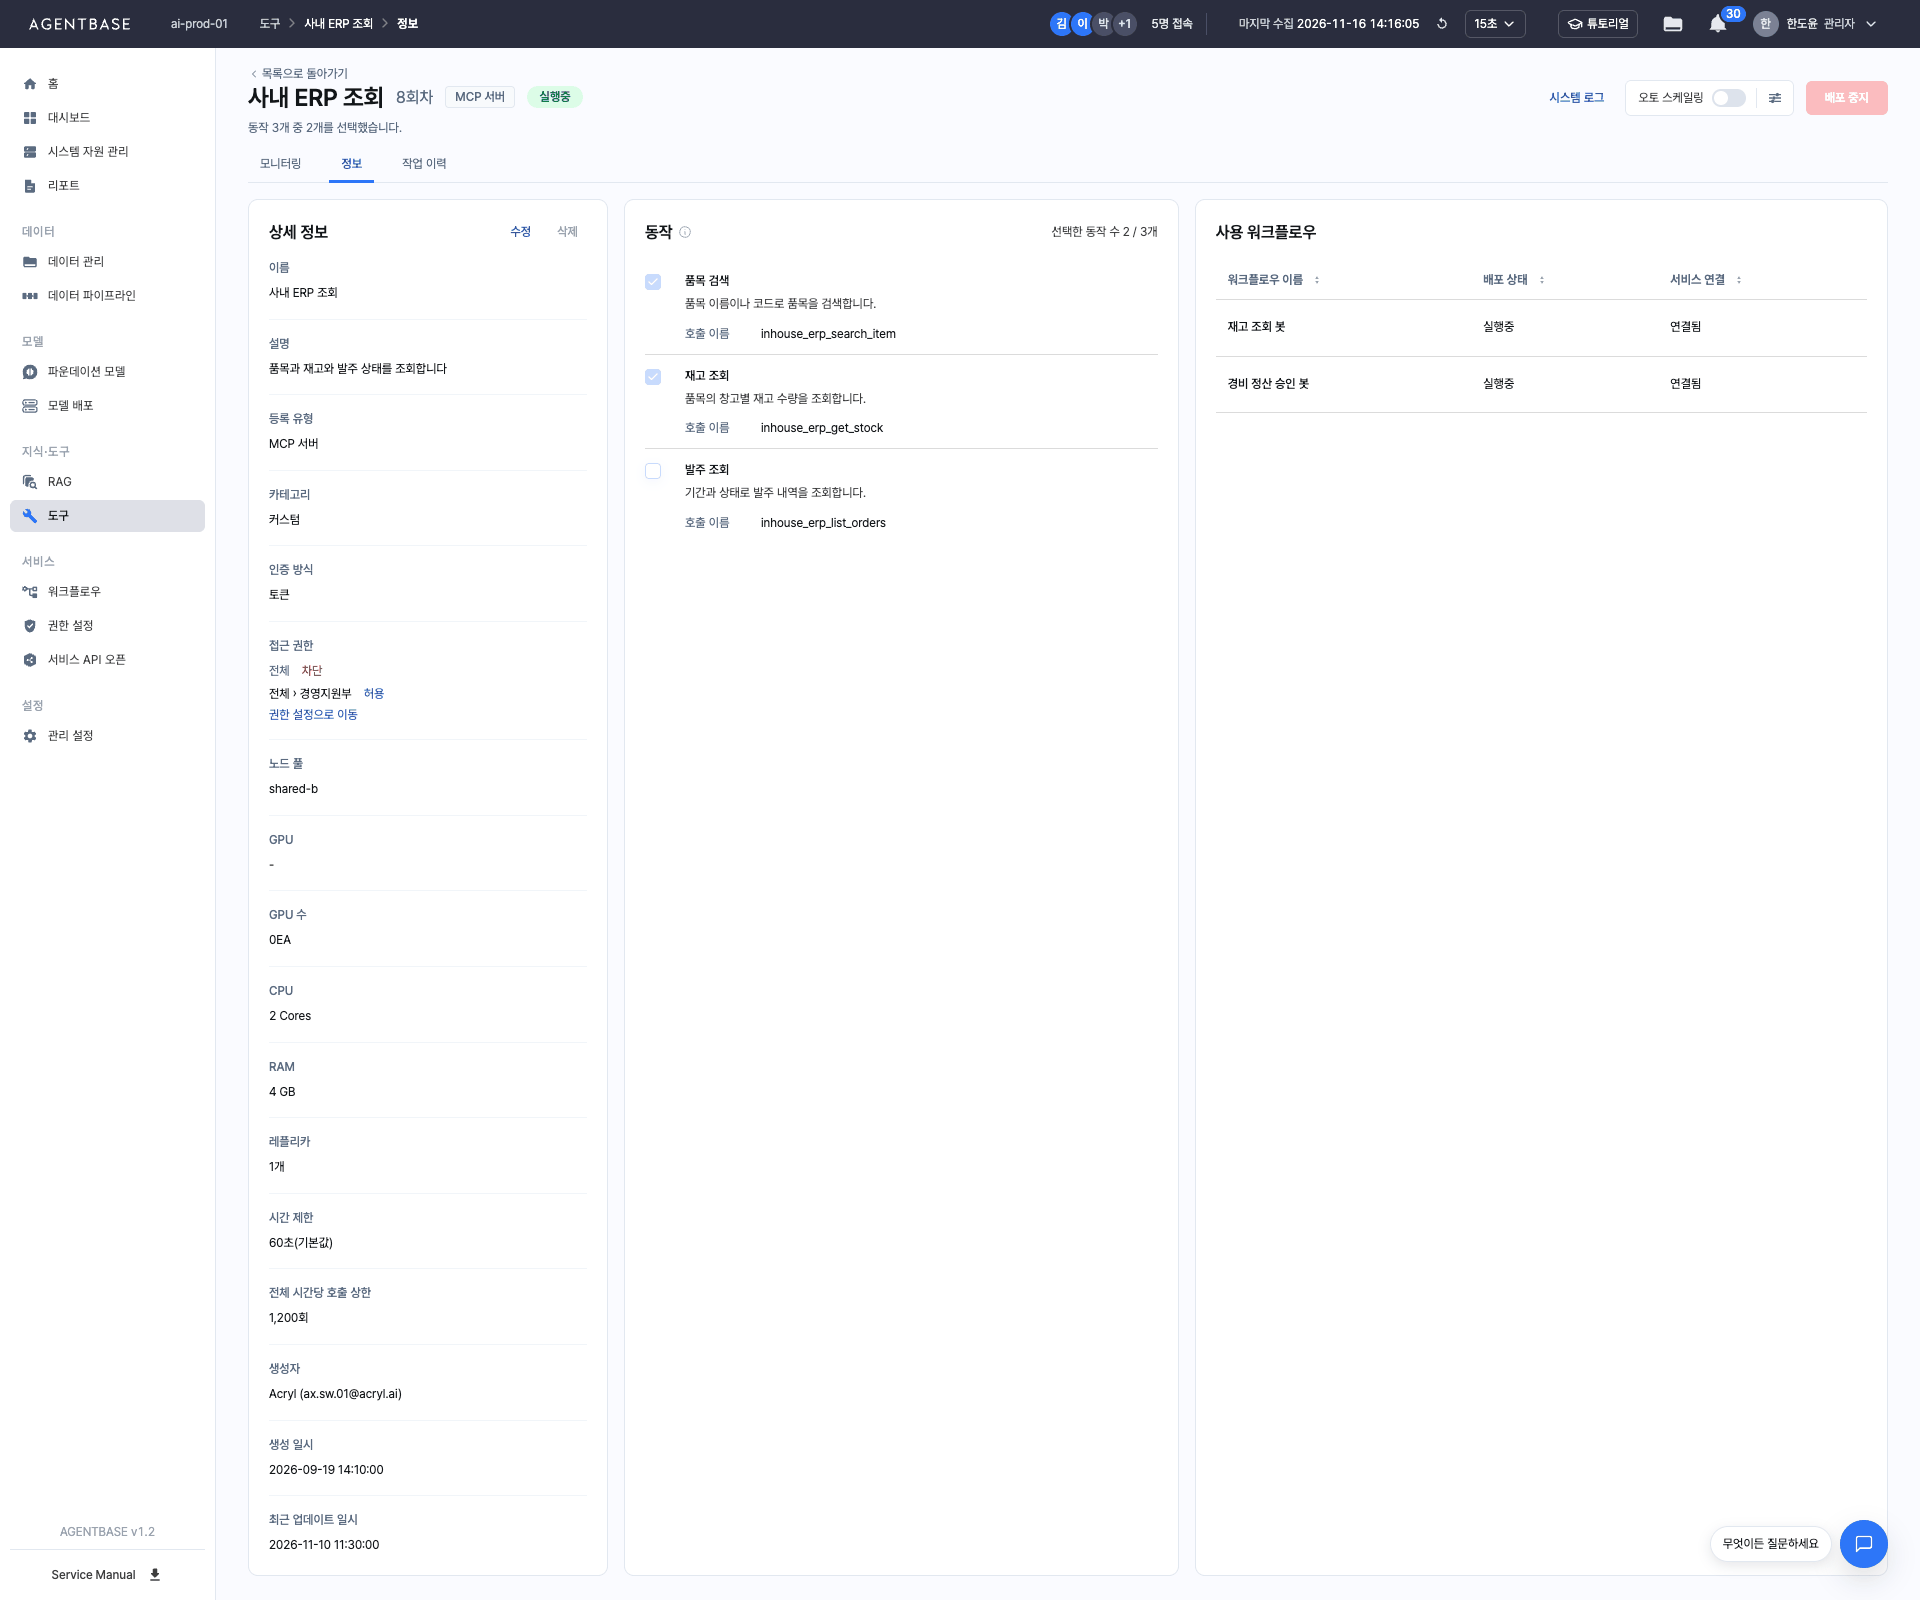 AGENTBASE
ai-prod-01
도구 > 사내 ERP 조회 > 정보
김 이 박 +1 5명 접속
마지막 수집 2026-11-16 14:16:05
15초
튜토리얼
30
한 한도윤 관리자
홈
대시보드
시스템 자원 관리
리포트
데이터
데이터 관리
데이터 파이프라인
모델
파운데이션 모델
모델 배포
지식·도구
RAG
도구
서비스
워크플로우
권한 설정
서비스 API 오픈
설정
관리 설정
AGENTBASE v1.2
Service Manual
목록으로 돌아가기
사내 ERP 조회 8회차 MCP 서버 실행중
동작 3개 중 2개를 선택했습니다.
시스템 로그
오토 스케일링
배포 중지
모니터링 정보 작업 이력
상세 정보 수정 삭제
이름
사내 ERP 조회
설명
품목과 재고와 발주 상태를 조회합니다
등록 유형
MCP 서버
카테고리
커스텀
인증 방식
토큰
접근 권한
전체 차단
전체 › 경영지원부 허용
권한 설정으로 이동
노드 풀
shared-b
GPU
-
GPU 수
0EA
CPU
2 Cores
RAM
4 GB
레플리카
1개
시간 제한
60초(기본값)
전체 시간당 호출 상한
1,200회
생성자
Acryl (ax.sw.01@acryl.ai)
생성 일시
2026-09-19 14:10:00
최근 업데이트 일시
2026-11-10 11:30:00
동작 선택한 동작 수 2 / 3개
품목 검색
품목 이름이나 코드로 품목을 검색합니다.
호출 이름 inhouse_erp_search_item
재고 조회
품목의 창고별 재고 수량을 조회합니다.
호출 이름 inhouse_erp_get_stock
발주 조회
기간과 상태로 발주 내역을 조회합니다.
호출 이름 inhouse_erp_list_orders
사용 워크플로우
워크플로우 이름 배포 상태 서비스 연결
재고 조회 봇 실행중 연결됨
경비 정산 승인 봇 실행중 연결됨
무엇이든 질문하세요